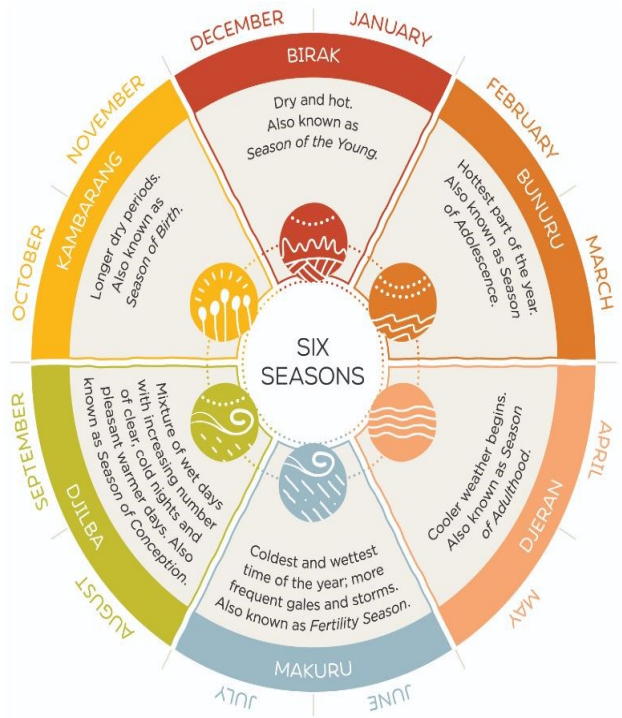 DECEMBER
JANUARY
BIRAK
Dry and hot.
Also known as
Season of the Young.
FEBRUARY
MARCH
BUNURU
Hottest part of the year.
Also known as Season
of Adolescence.
APRIL
MAY
DJERAN
Cooler weather begins.
Also known as Season
of Adulthood.
JUNE
JULY
MAKURU
Coldest and wettest
time of the year; more
frequent gales and storms.
Also known as Fertility Season.
AUGUST
SEPTEMBER
DJILBA
Mixture of wet days
with increasing number
of clear, cold nights and
pleasant warmer days. Also
known as Season of Conception.
OCTOBER
NOVEMBER
KAMBARANG
Longer dry periods.
Also known as
Season of Birth.
SIX
SEASONS